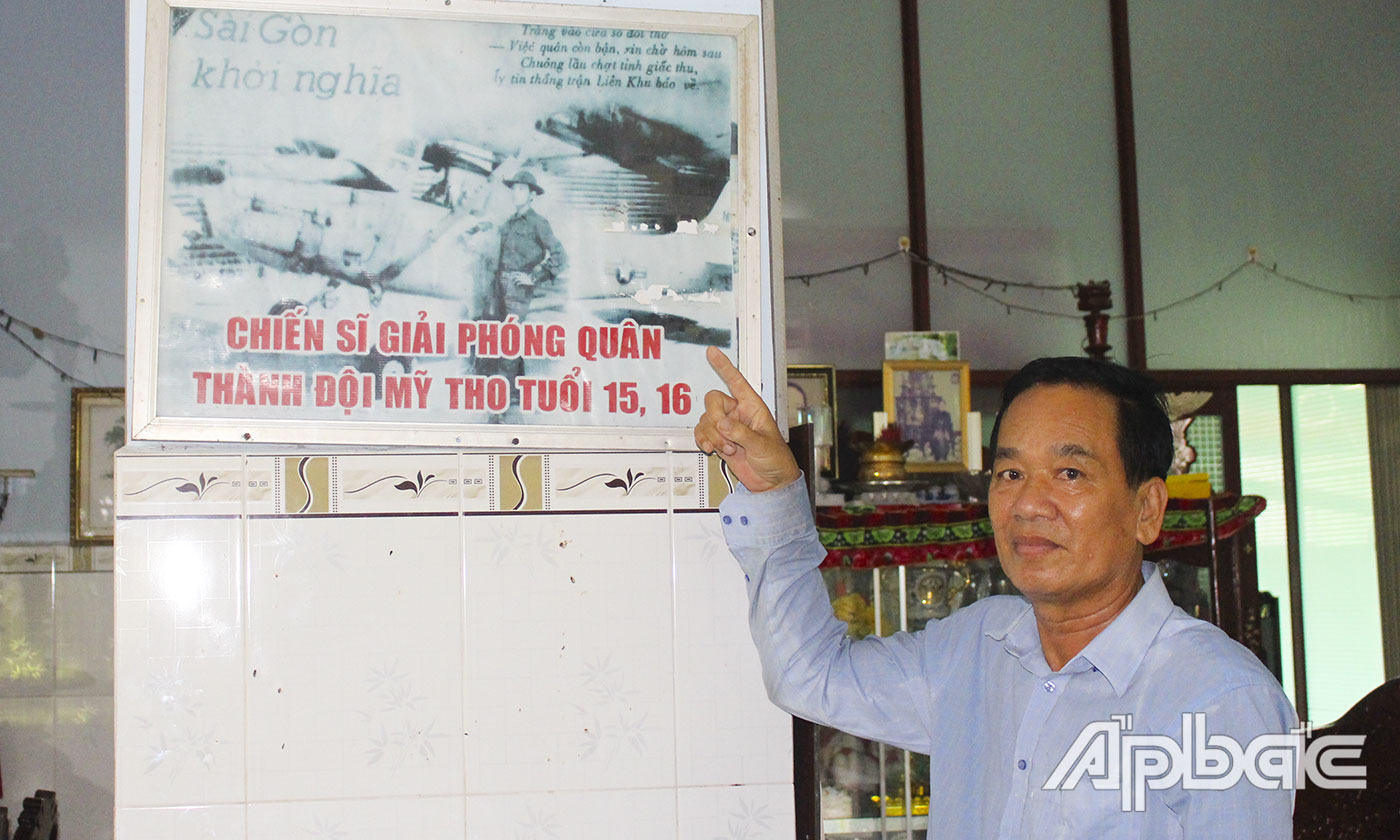 Sài Gòn
khởi nghĩa
Trăng vào cửa sổ đòi thơ
— Việc quân còn bận, xin chờ hôm sau
Chuông lầu chợt tỉnh giấc thu,
Ấy tin thắng trận Liên Khu báo về.
CHIẾN SĨ GIẢI PHÓNG QUÂN
THÀNH ĐỘI MỸ THO TUỔI 15, 16
Apbắc